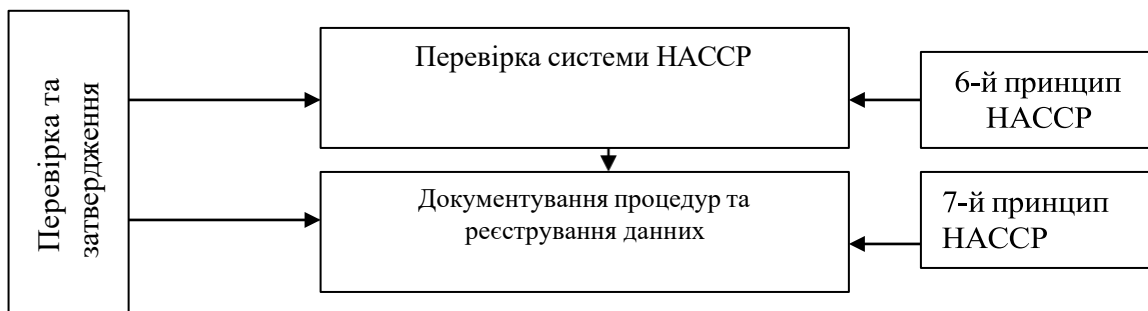 Перевірка та
затвердження
Перевірка системи НАССР
6-й принцип
НАССР
Документування процедур та
реєстрування данних
7-й принцип
НАССР